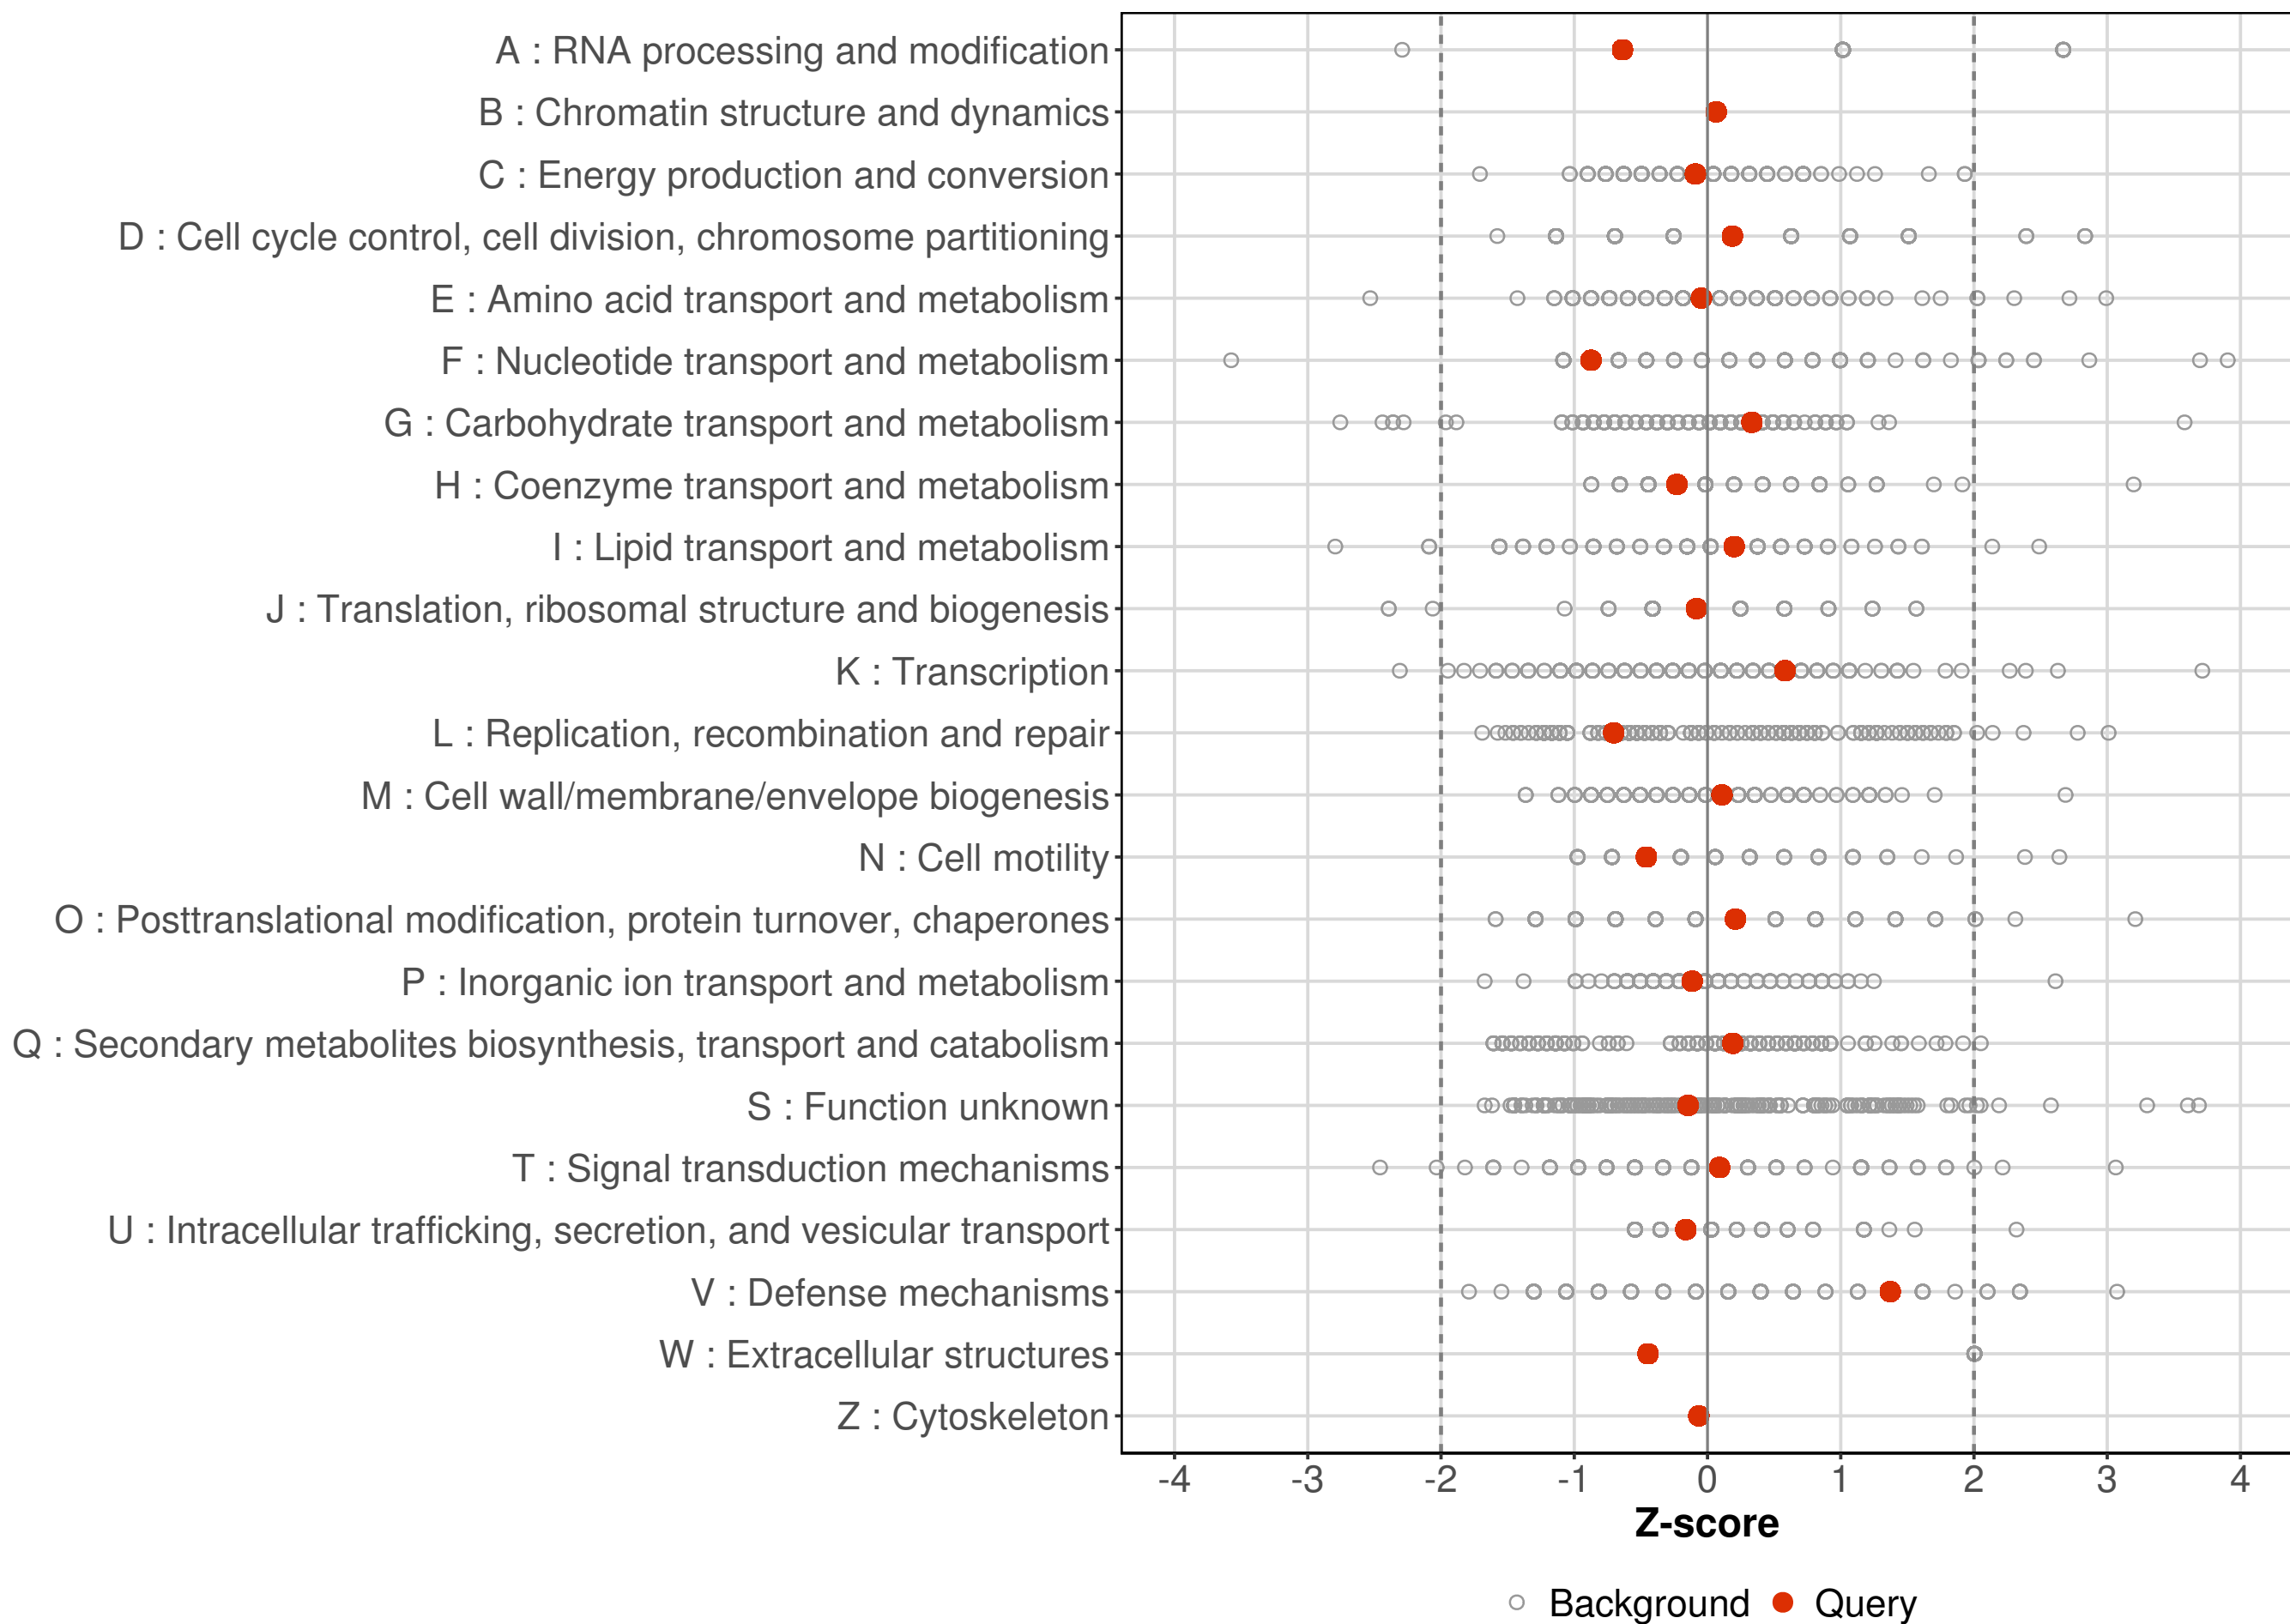 A : RNA processing and modification
B : Chromatin structure and dynamics
C : Energy production and conversion
D : Cell cycle control, cell division, chromosome partitioning
E : Amino acid transport and metabolism
F : Nucleotide transport and metabolism
G : Carbohydrate transport and metabolism
H : Coenzyme transport and metabolism
I : Lipid transport and metabolism
J : Translation, ribosomal structure and biogenesis
K : Transcription
L : Replication, recombination and repair
M : Cell wall/membrane/envelope biogenesis
N : Cell motility
O : Posttranslational modification, protein turnover, chaperones
P : Inorganic ion transport and metabolism
Q : Secondary metabolites biosynthesis, transport and catabolism
S : Function unknown
T : Signal transduction mechanisms
U : Intracellular trafficking, secretion, and vesicular transport
V : Defense mechanisms
W : Extracellular structures
Z : Cytoskeleton
-4 -3 -2 -1 0 1 2 3 4
Z-score
Background Query